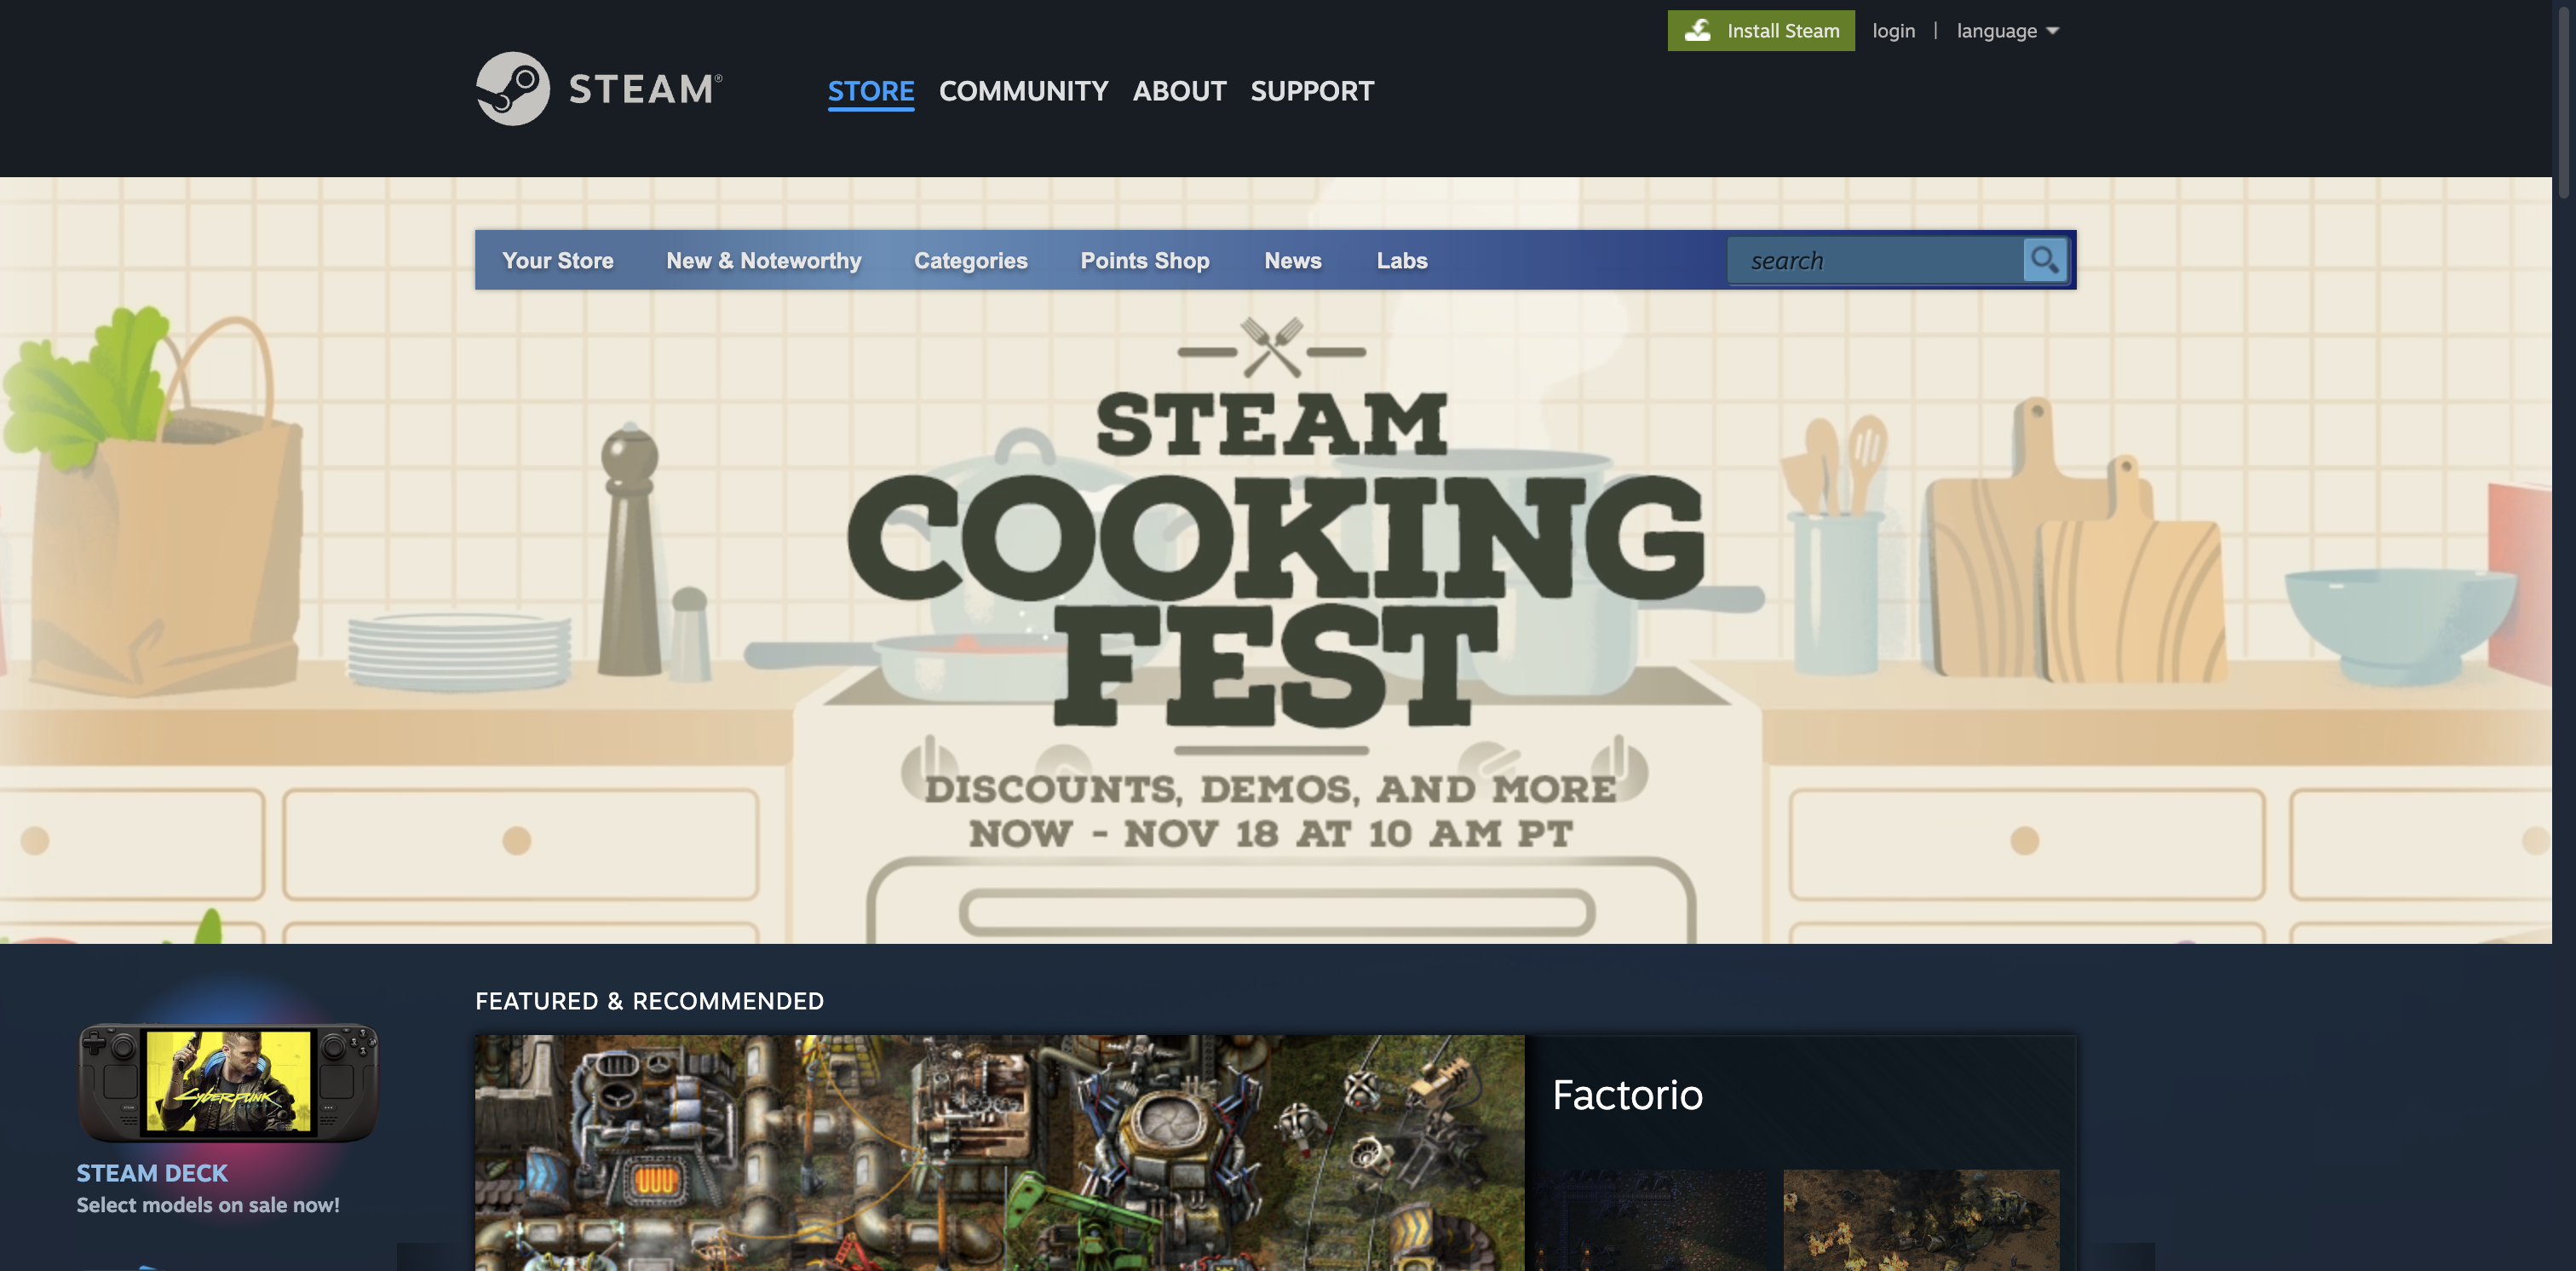 Install Steam login | language
STEAM®
STORE COMMUNITY ABOUT SUPPORT
Your Store New & Noteworthy Categories Points Shop News Labs search
STEAM
COOKING
FEST
DISCOUNTS, DEMOS, AND MORE
NOW - NOV 18 AT 10 AM PT
FEATURED & RECOMMENDED
Factorio
Cyberpunk
STEAM DECK
Select models on sale now!